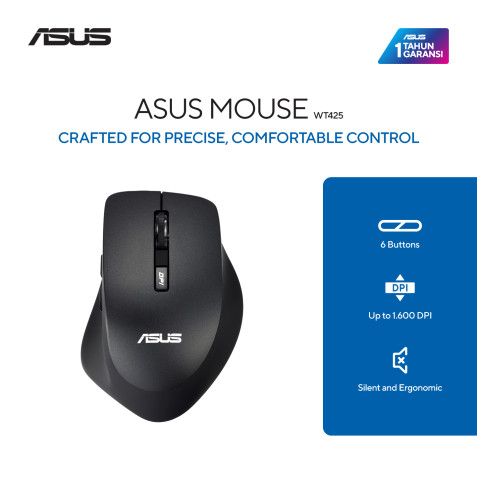 ASUS
ASUS
1 TAHUN
GARANSI
ASUS MOUSE WT425
CRAFTED FOR PRECISE, COMFORTABLE CONTROL
DPI
ASUS
6 Buttons
DPI
Up to 1.600 DPI
Silent and Ergonomic